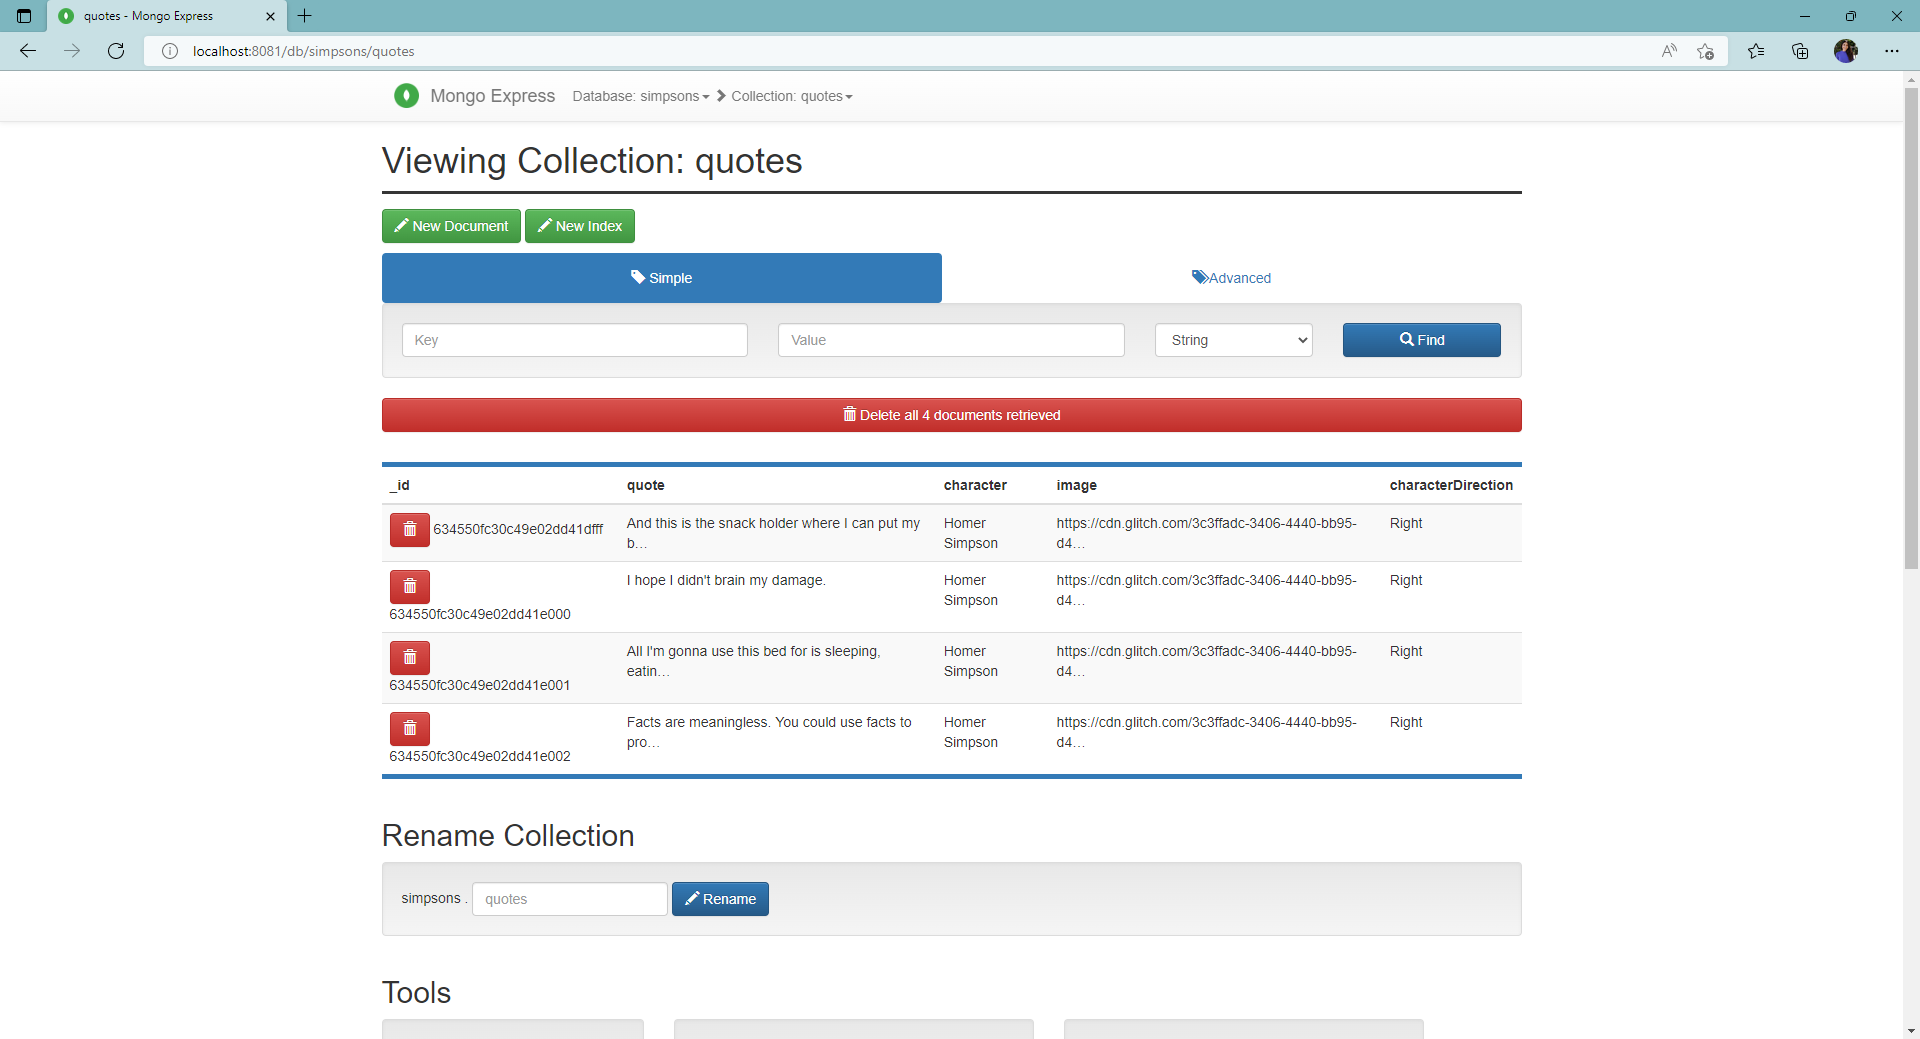 quotes - Mongo Express
localhost:8081/db/simpsons/quotes
Mongo Express Database: simpsons Collection: quotes
Viewing Collection: quotes
New Document New Index
Simple Advanced
Key Value String Find
Delete all 4 documents retrieved
_id quote character image characterDirection
634550fc30c49e02dd41dfff And this is the snack holder where I can put my Homer https://cdn.glitch.com/3c3ffadc-3406-4440-bb95- Right
b… Simpson d4…
I hope I didn't brain my damage. Homer https://cdn.glitch.com/3c3ffadc-3406-4440-bb95- Right
Simpson d4…
634550fc30c49e02dd41e000
All I'm gonna use this bed for is sleeping, Homer https://cdn.glitch.com/3c3ffadc-3406-4440-bb95- Right
eatin… Simpson d4…
634550fc30c49e02dd41e001
Facts are meaningless. You could use facts to Homer https://cdn.glitch.com/3c3ffadc-3406-4440-bb95- Right
pro… Simpson d4…
634550fc30c49e02dd41e002
Rename Collection
simpsons . quotes Rename
Tools